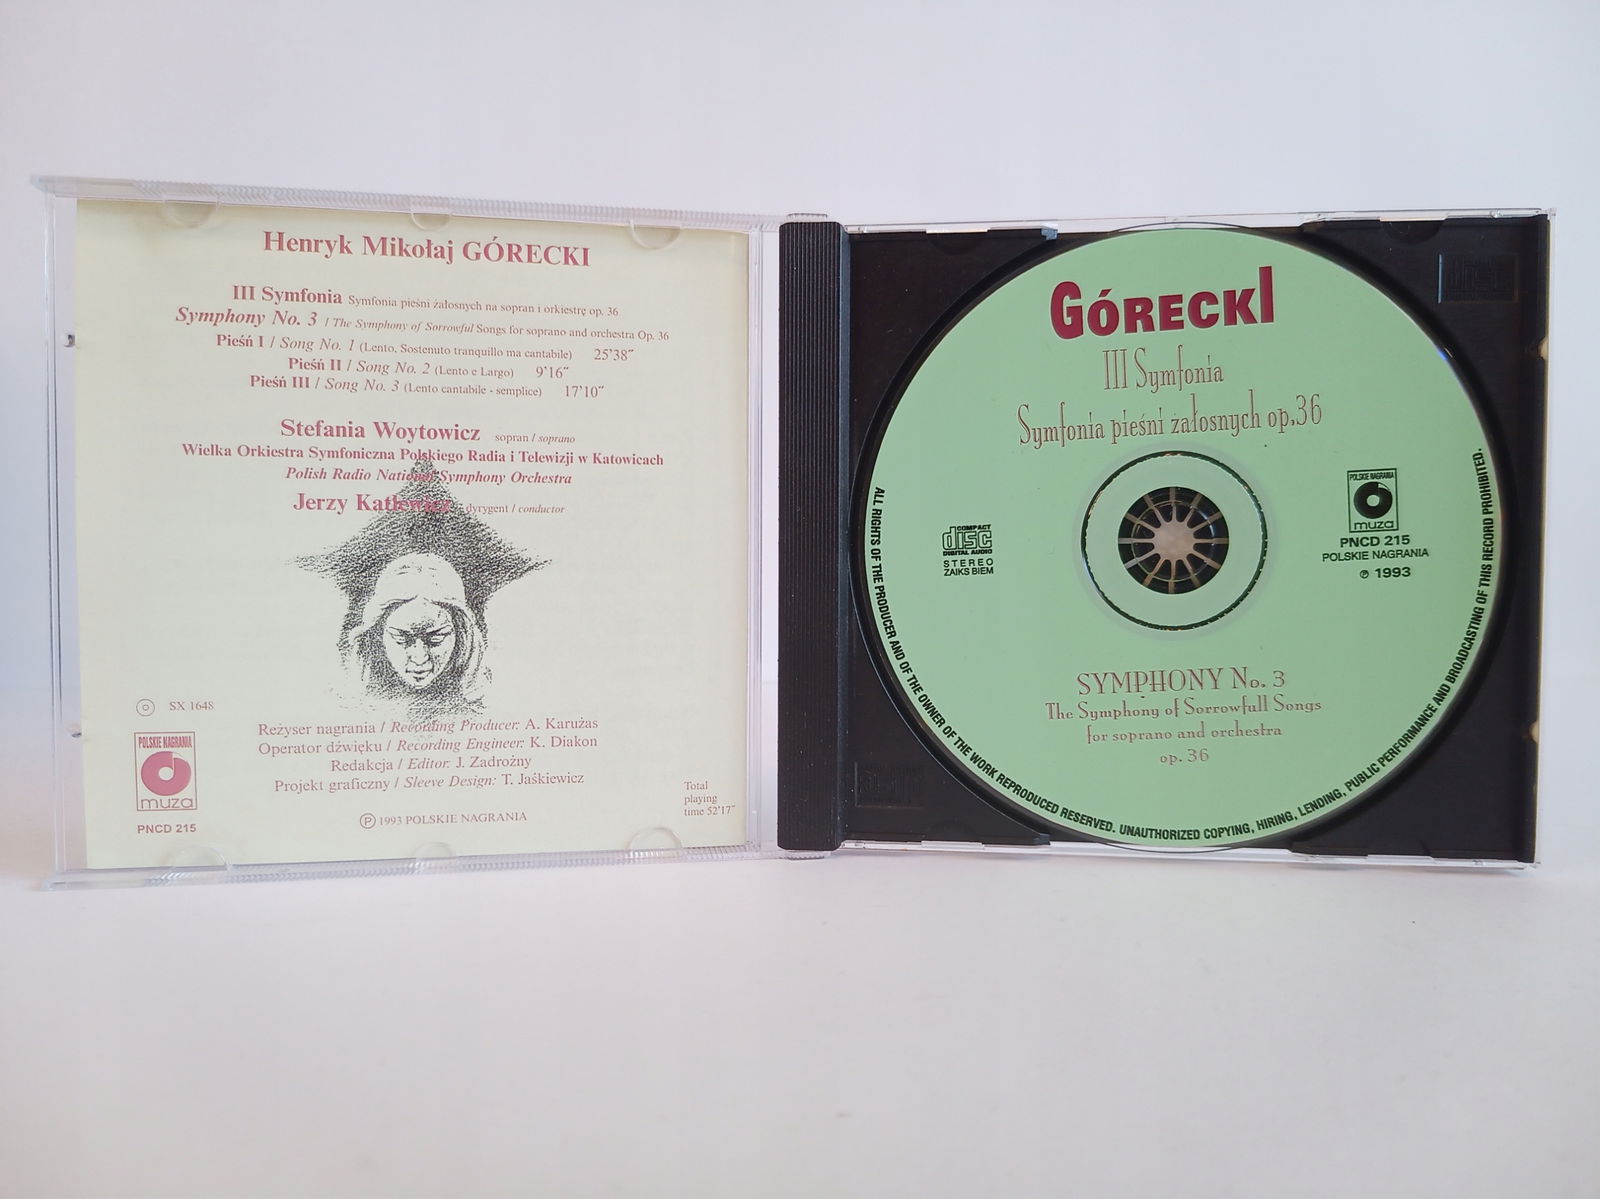 Henryk Mikołaj GÓRECKI
III Symfonia Symfonia pieśni żałosnych na sopran i orkiestrę op. 36
Symphony No. 3 / The Symphony of Sorrowful Songs for soprano and orchestra Op. 36
Pieśń I / Song No. 1 (Lento, Sostenuto tranquillo ma cantabile) 25'38"
Pieśń II / Song No. 2 (Lento e Largo) 9'16"
Pieśń III / Song No. 3 (Lento cantabile - semplice) 17'10"
Stefania Woytowicz sopran / soprano
Wielka Orkiestra Symfoniczna Polskiego Radia i Telewizji w Katowicach
Polish Radio National Symphony Orchestra
Jerzy Katlewicz dyrygent / conductor
SX 1648
Reżyser nagrania / Recording Producer: A. Karużas
Operator dźwięku / Recording Engineer: K. Diakon
Redakcja / Editor: J. Zadrożny
Projekt graficzny / Sleeve Design: T. Jaśkiewicz
POLSKIE NAGRANIA
muza
PNCD 215
Ⓟ 1993 POLSKIE NAGRANIA
Total
playing
time 52'17"
GÓRECKI
III Symfonia
Symfonia pieśni żałosnych op.36
COMPACT
disc
DIGITAL AUDIO
STEREO
ZAIKS BIEM
POLSKIE NAGRANIA
muza
PNCD 215
POLSKIE NAGRANIA
Ⓟ 1993
SYMPHONY No. 3
The Symphony of Sorrowfull Songs
for soprano and orchestra
op. 36
ALL RIGHTS OF THE PRODUCER AND OF THE OWNER OF THE WORK REPRODUCED RESERVED. UNAUTHORIZED COPYING, HIRING, LENDING, PUBLIC PERFORMANCE AND BROADCASTING OF THIS RECORD PROHIBITED.
disc